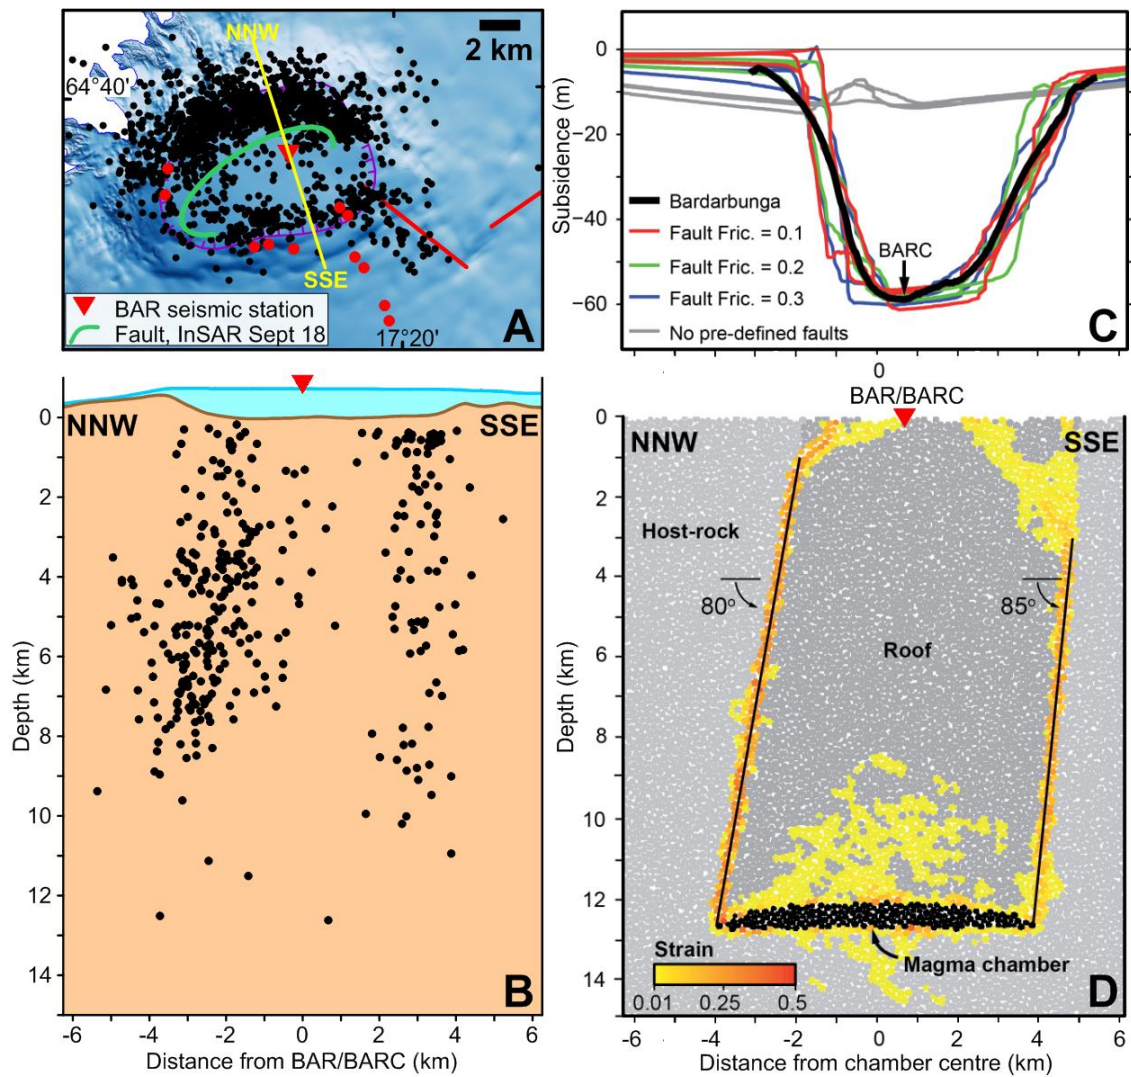 NNW
2 km
64°40'
SSE
BAR seismic station
Fault, InSAR Sept 18
17°20'
A
Subsidence (m)
0
−20
−40
−60
Bardarbunga
Fault Fric. = 0.1
Fault Fric. = 0.2
Fault Fric. = 0.3
No pre-defined faults
BARC
C
0
BAR/BARC
NNW
SSE
Depth (km)
0
2
4
6
8
10
12
14
B
-6
-4
-2
0
2
4
6
Distance from BAR/BARC (km)
NNW
SSE
Depth (km)
0
2
4
6
8
10
12
14
Host-rock
80o
85o
Roof
Magma chamber
Strain
0.01
0.25
0.5
D
-6
-4
-2
0
2
4
6
Distance from chamber centre (km)